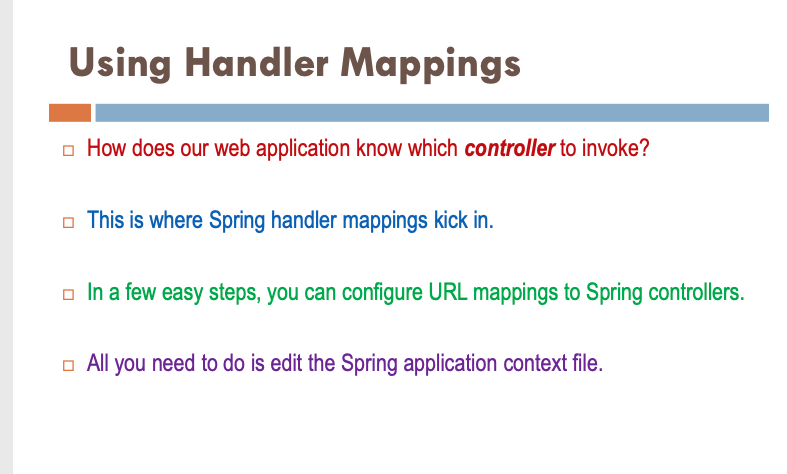 Using Handler Mappings
How does our web application know which controller to invoke?
This is where Spring handler mappings kick in.
In a few easy steps, you can configure URL mappings to Spring controllers.
All you need to do is edit the Spring application context file.